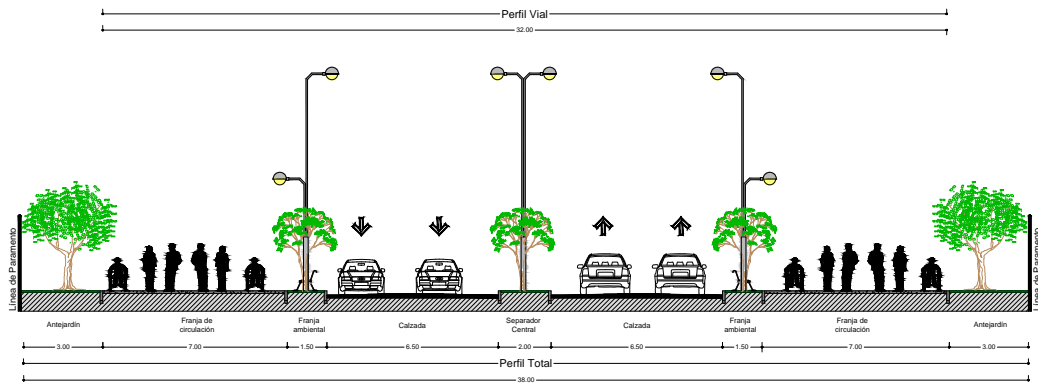 Perfil Vial
32.00
Línea de Paramento
Línea de Paramento
Antejardín
Franja de
circulación
Franja
ambiental
Calzada
Separador
Central
Calzada
Franja
ambiental
Franja de
circulación
Antejardín
3.00
7.00
1.50
6.50
2.00
6.50
1.50
7.00
3.00
Perfil Total
38.00